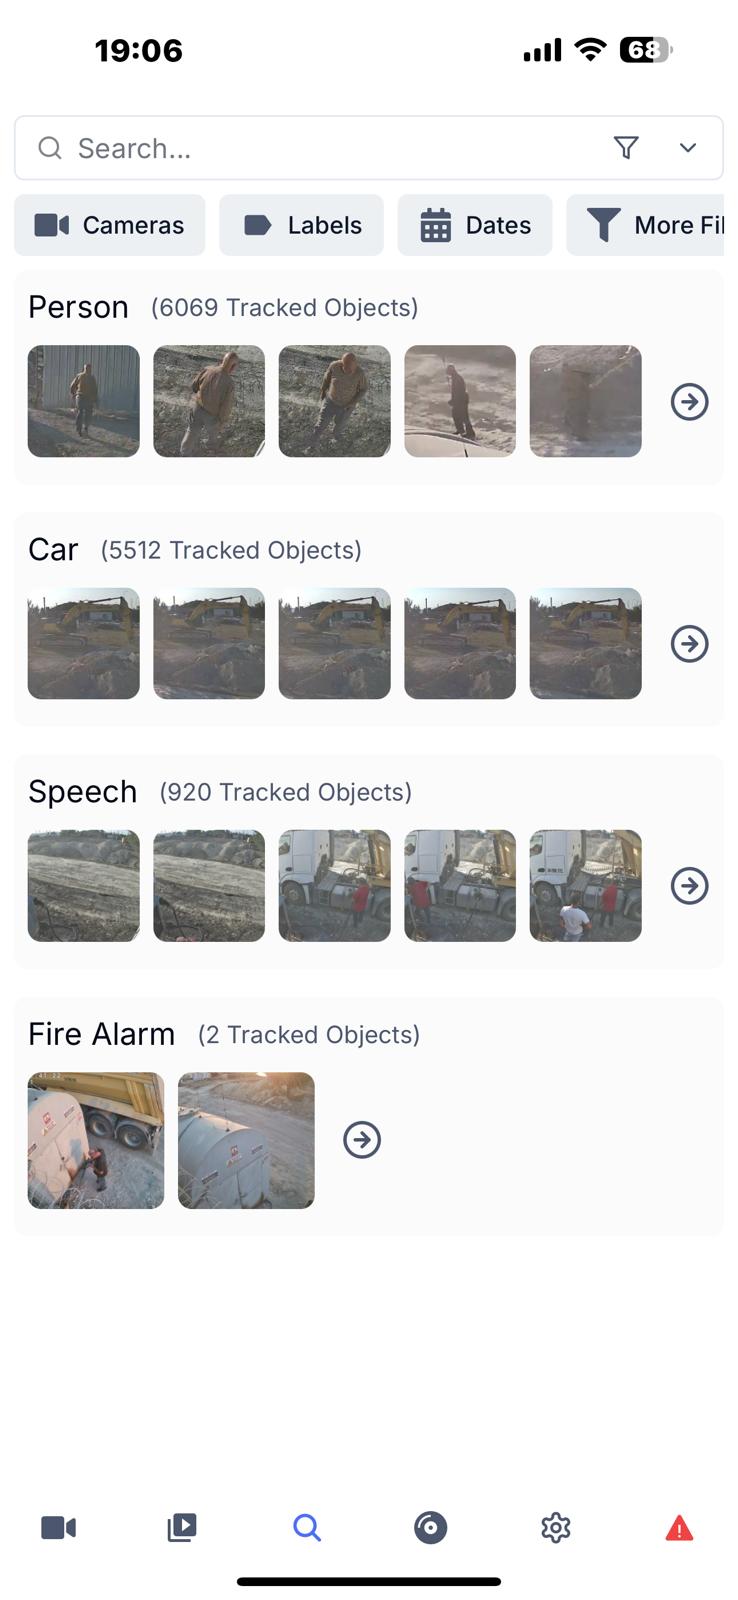 19:06
68
Search...
Cameras
Labels
Dates
More Fil
Person (6069 Tracked Objects)
Car (5512 Tracked Objects)
Speech (920 Tracked Objects)
Fire Alarm (2 Tracked Objects)